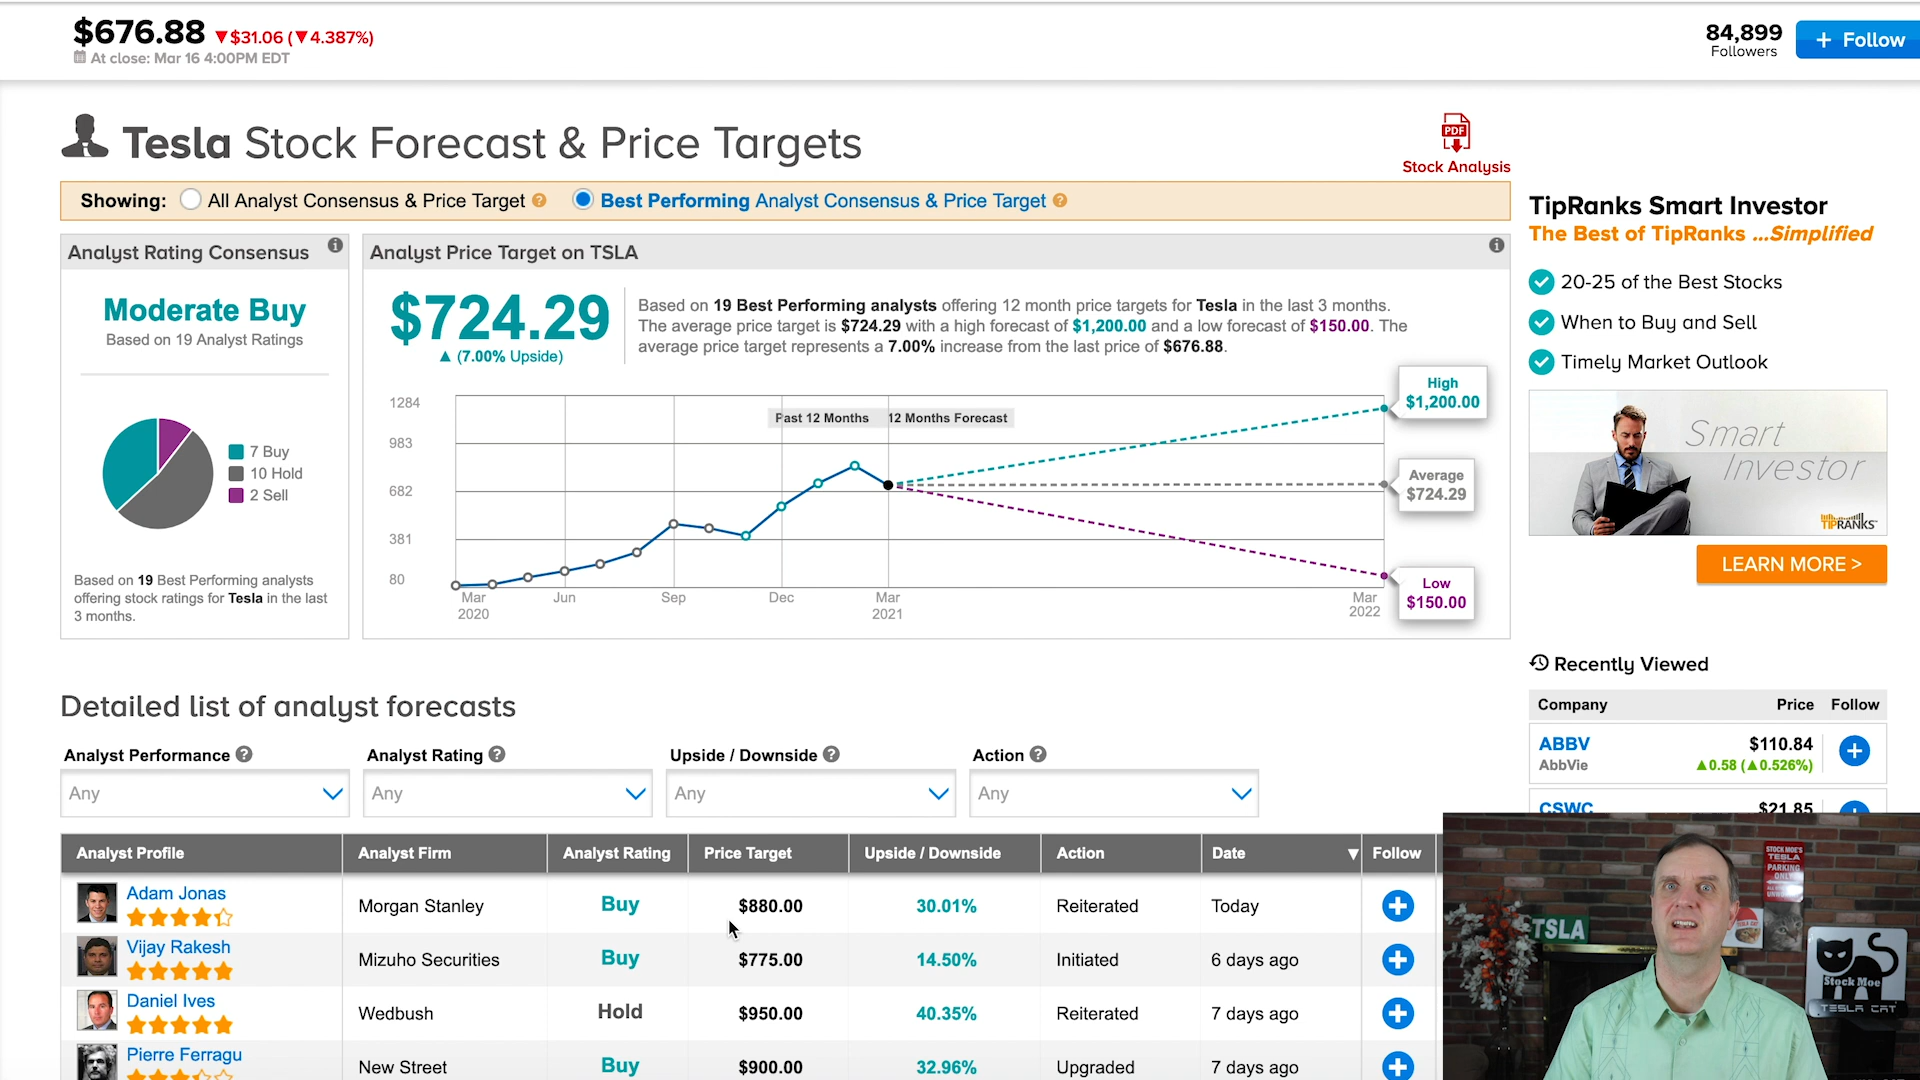 $676.88 ▼$31.06 (▼4.387%)
At close: Mar 16 4:00PM EDT
84,899
Followers
+ Follow
Tesla Stock Forecast & Price Targets
PDF
Stock Analysis
Showing: All Analyst Consensus & Price Target ? Best Performing Analyst Consensus & Price Target ?
Analyst Rating Consensus
Moderate Buy
Based on 19 Analyst Ratings
7 Buy
10 Hold
2 Sell
Based on 19 Best Performing analysts
offering stock ratings for Tesla in the last
3 months.
Analyst Price Target on TSLA
$724.29
▲ (7.00% Upside)
Based on 19 Best Performing analysts offering 12 month price targets for Tesla in the last 3 months.
The average price target is $724.29 with a high forecast of $1,200.00 and a low forecast of $150.00. The
average price target represents a 7.00% increase from the last price of $676.88.
1284
983
682
381
80
Past 12 Months
12 Months Forecast
High
$1,200.00
Average
$724.29
Low
$150.00
Mar
2020
Jun
Sep
Dec
Mar
2021
Mar
2022
TipRanks Smart Investor
The Best of TipRanks ...Simplified
20-25 of the Best Stocks
When to Buy and Sell
Timely Market Outlook
Smart
Investor
TIPRANKS
LEARN MORE >
Recently Viewed
Company Price Follow
ABBV $110.84
AbbVie ▲0.58 (▲0.526%)
CSWC $21.85
Detailed list of analyst forecasts
Analyst Performance ? Analyst Rating ? Upside / Downside ? Action ?
Any Any Any Any
Analyst Profile Analyst Firm Analyst Rating Price Target Upside / Downside Action Date ▼ Follow
Adam Jonas Morgan Stanley Buy $880.00 30.01% Reiterated Today
Vijay Rakesh Mizuho Securities Buy $775.00 14.50% Initiated 6 days ago
Daniel Ives Wedbush Hold $950.00 40.35% Reiterated 7 days ago
Pierre Ferragu New Street Buy $900.00 32.96% Upgraded 7 days ago
STOCK MOE'S
TESLA
PARKING
ONLY
TSLA
Stock Moe
TESLA CAT